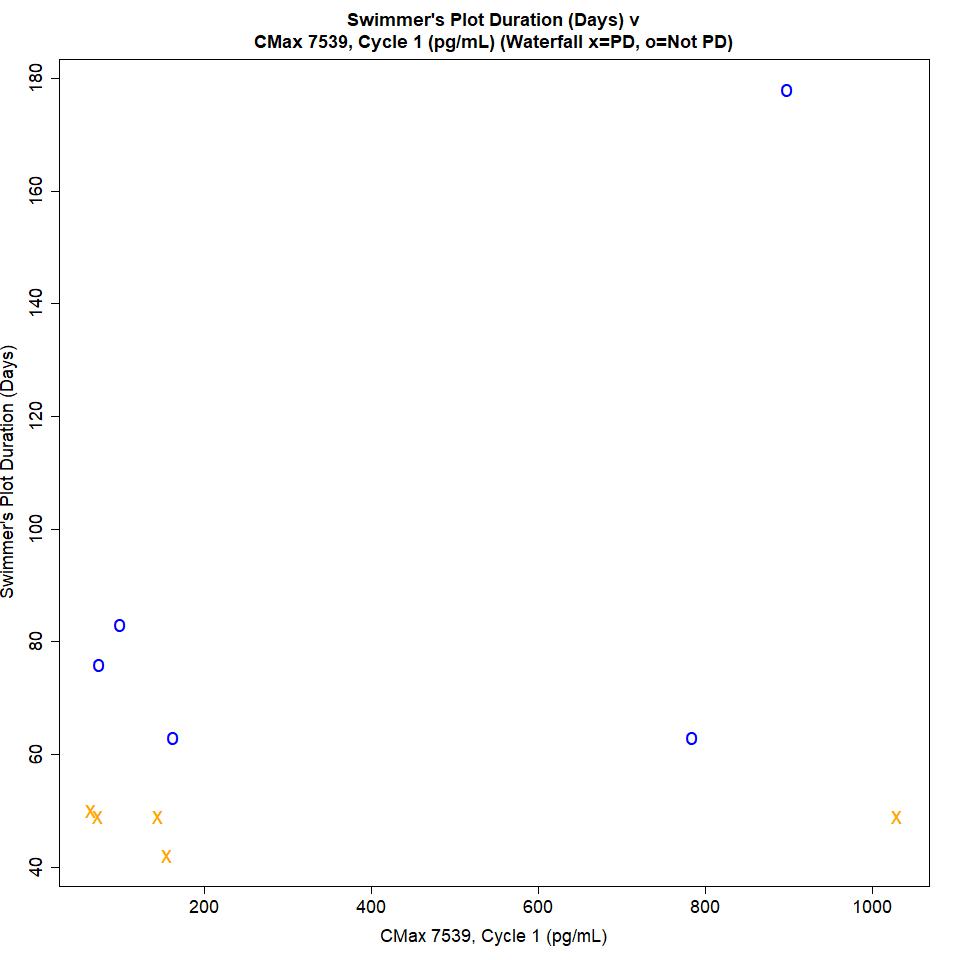 Swimmer's Plot Duration (Days) v
CMax 7539, Cycle 1 (pg/mL) (Waterfall x=PD, o=Not PD)
Swimmer's Plot Duration (Days)
180
160
140
120
100
80
60
40
O
O
O
O
O
X
X
X
X
X
200
400
600
800
1000
CMax 7539, Cycle 1 (pg/mL)